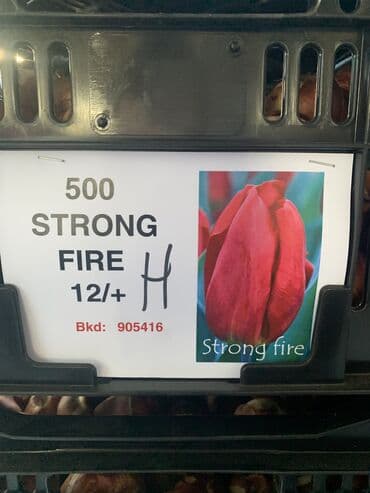 500
STRONG
FIRE H
12/+
Bkd: 905416
Strong fire